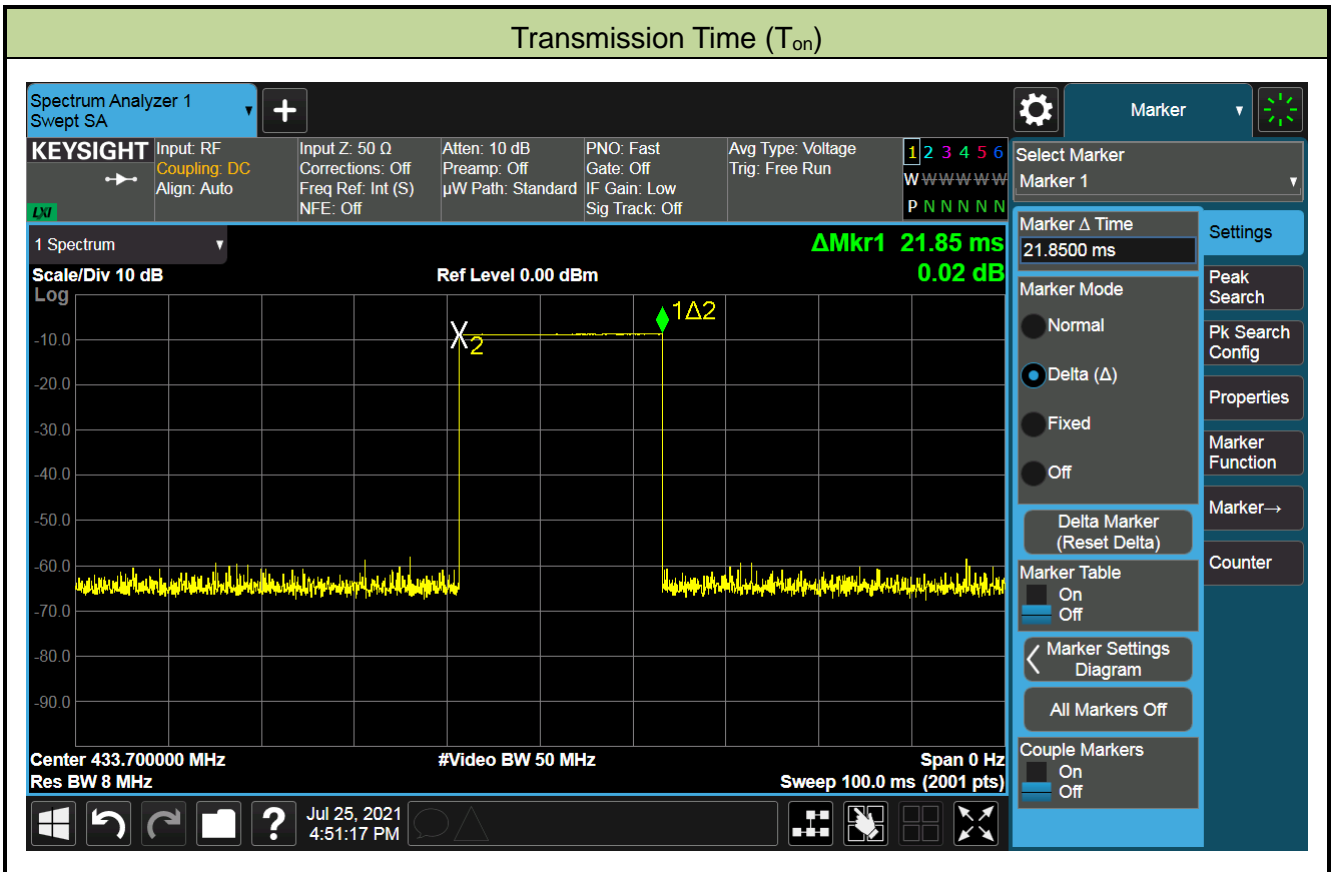 Transmission Time (Ton)
Spectrum Analyzer 1
Swept SA
Marker
KEYSIGHT
LXI
Input: RF
Coupling: DC
Align: Auto
Input Z: 50 Ω
Corrections: Off
Freq Ref: Int (S)
NFE: Off
Atten: 10 dB
Preamp: Off
µW Path: Standard
PNO: Fast
Gate: Off
IF Gain: Low
Sig Track: Off
Avg Type: Voltage
Trig: Free Run
1 2 3 4 5 6
W W W W W W
P N N N N N
Select Marker
Marker 1
1 Spectrum
ΔMkr1 21.85 ms
0.02 dB
Scale/Div 10 dB
Ref Level 0.00 dBm
Log
-10.0
-20.0
-30.0
-40.0
-50.0
-60.0
-70.0
-80.0
-90.0
X2
1Δ2
Center 433.700000 MHz
#Video BW 50 MHz
Span 0 Hz
Res BW 8 MHz
Sweep 100.0 ms (2001 pts)
Marker Δ Time
21.8500 ms
Marker Mode
Normal
Delta (Δ)
Fixed
Off
Delta Marker
(Reset Delta)
Marker Table
On
Off
Marker Settings
Diagram
All Markers Off
Couple Markers
On
Off
Settings
Peak
Search
Pk Search
Config
Properties
Marker
Function
Marker→
Counter
?
Jul 25, 2021
4:51:17 PM